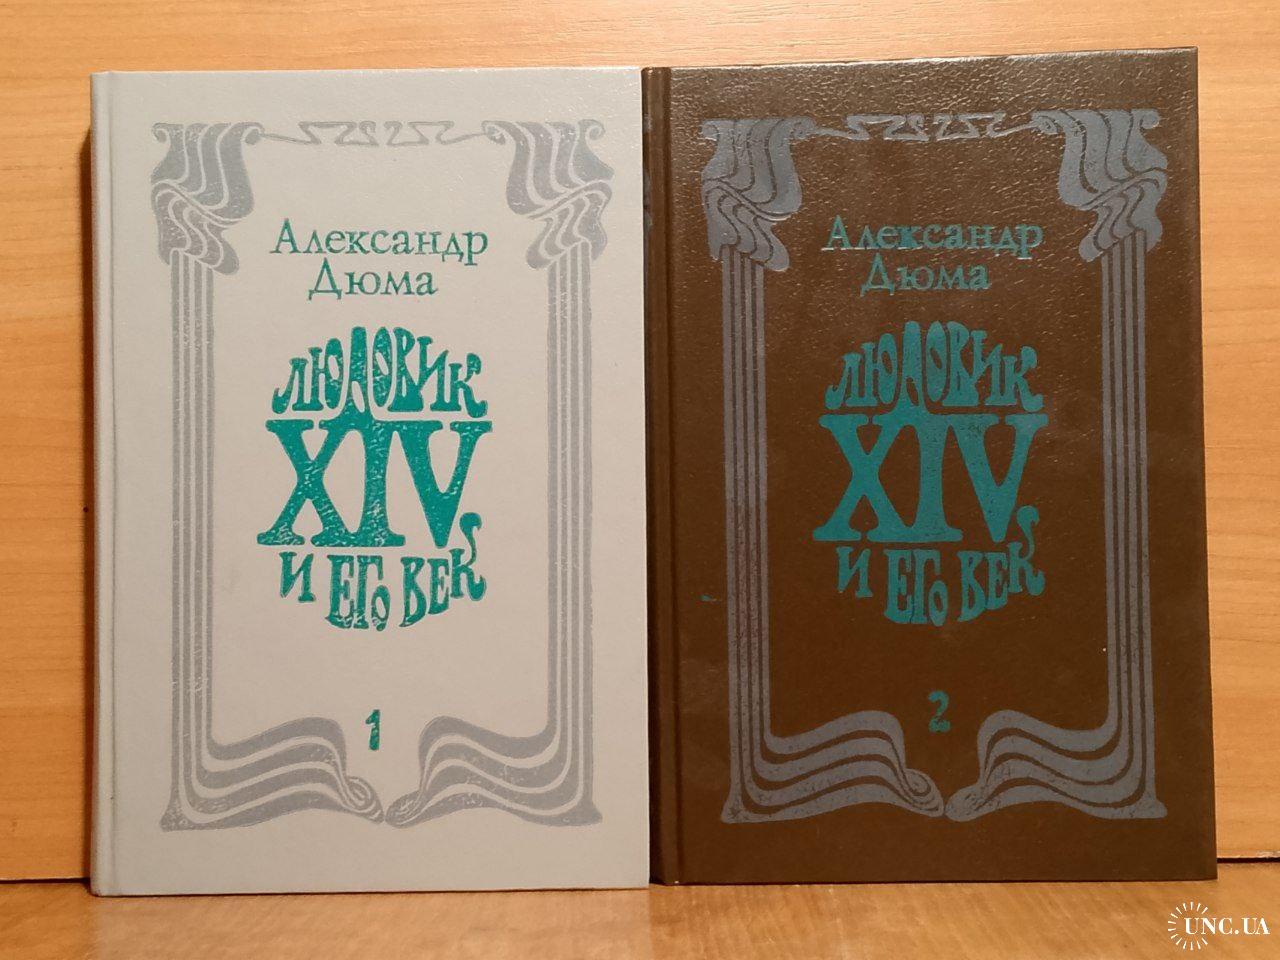 Александр
Дюма
Людовик
XIV
и его век
1
Александр
Дюма
Людовик
XIV
и его век
2
UNC.UA